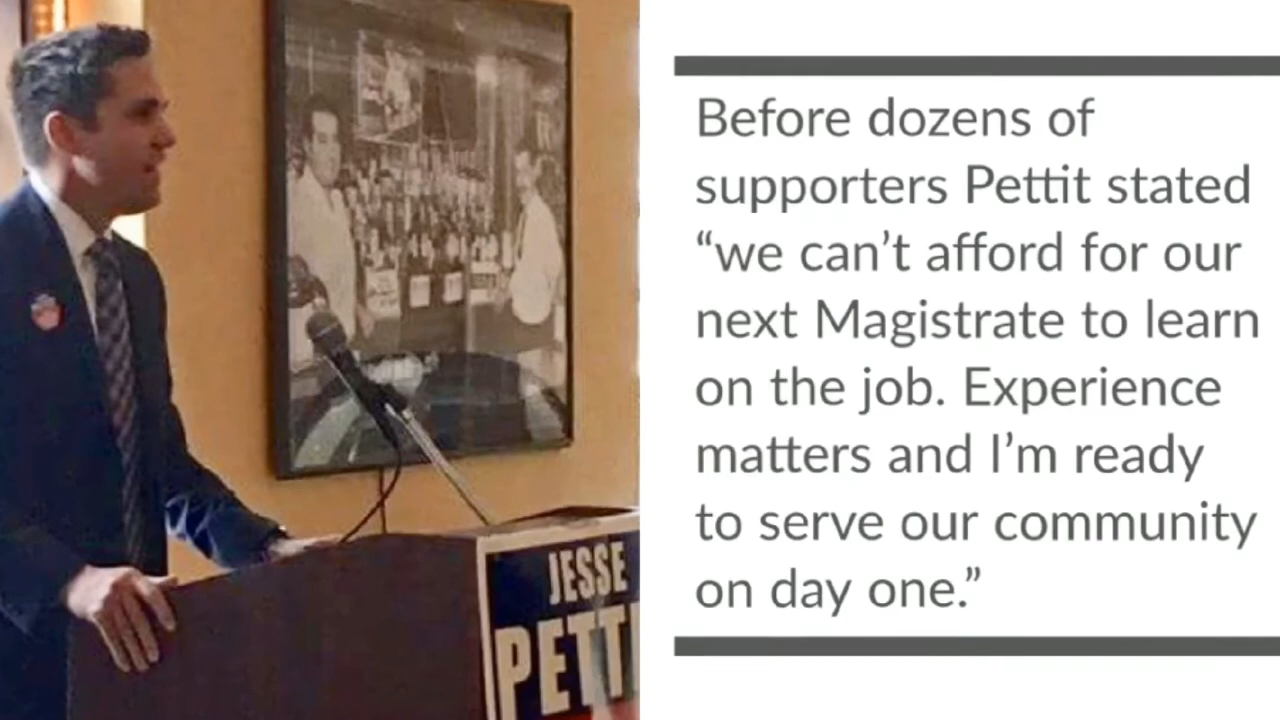 JESSE
PETTI
Before dozens of
supporters Pettit stated
“we can’t afford for our
next Magistrate to learn
on the job. Experience
matters and I’m ready
to serve our community
on day one.”